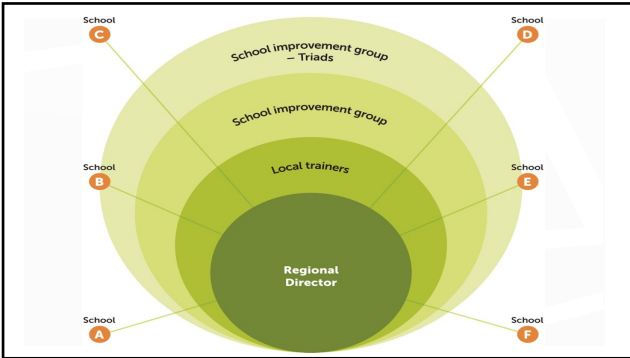 School
C
School
D
School improvement group
– Triads
School improvement group
School
B
Local trainers
School
E
Regional
Director
School
A
School
F